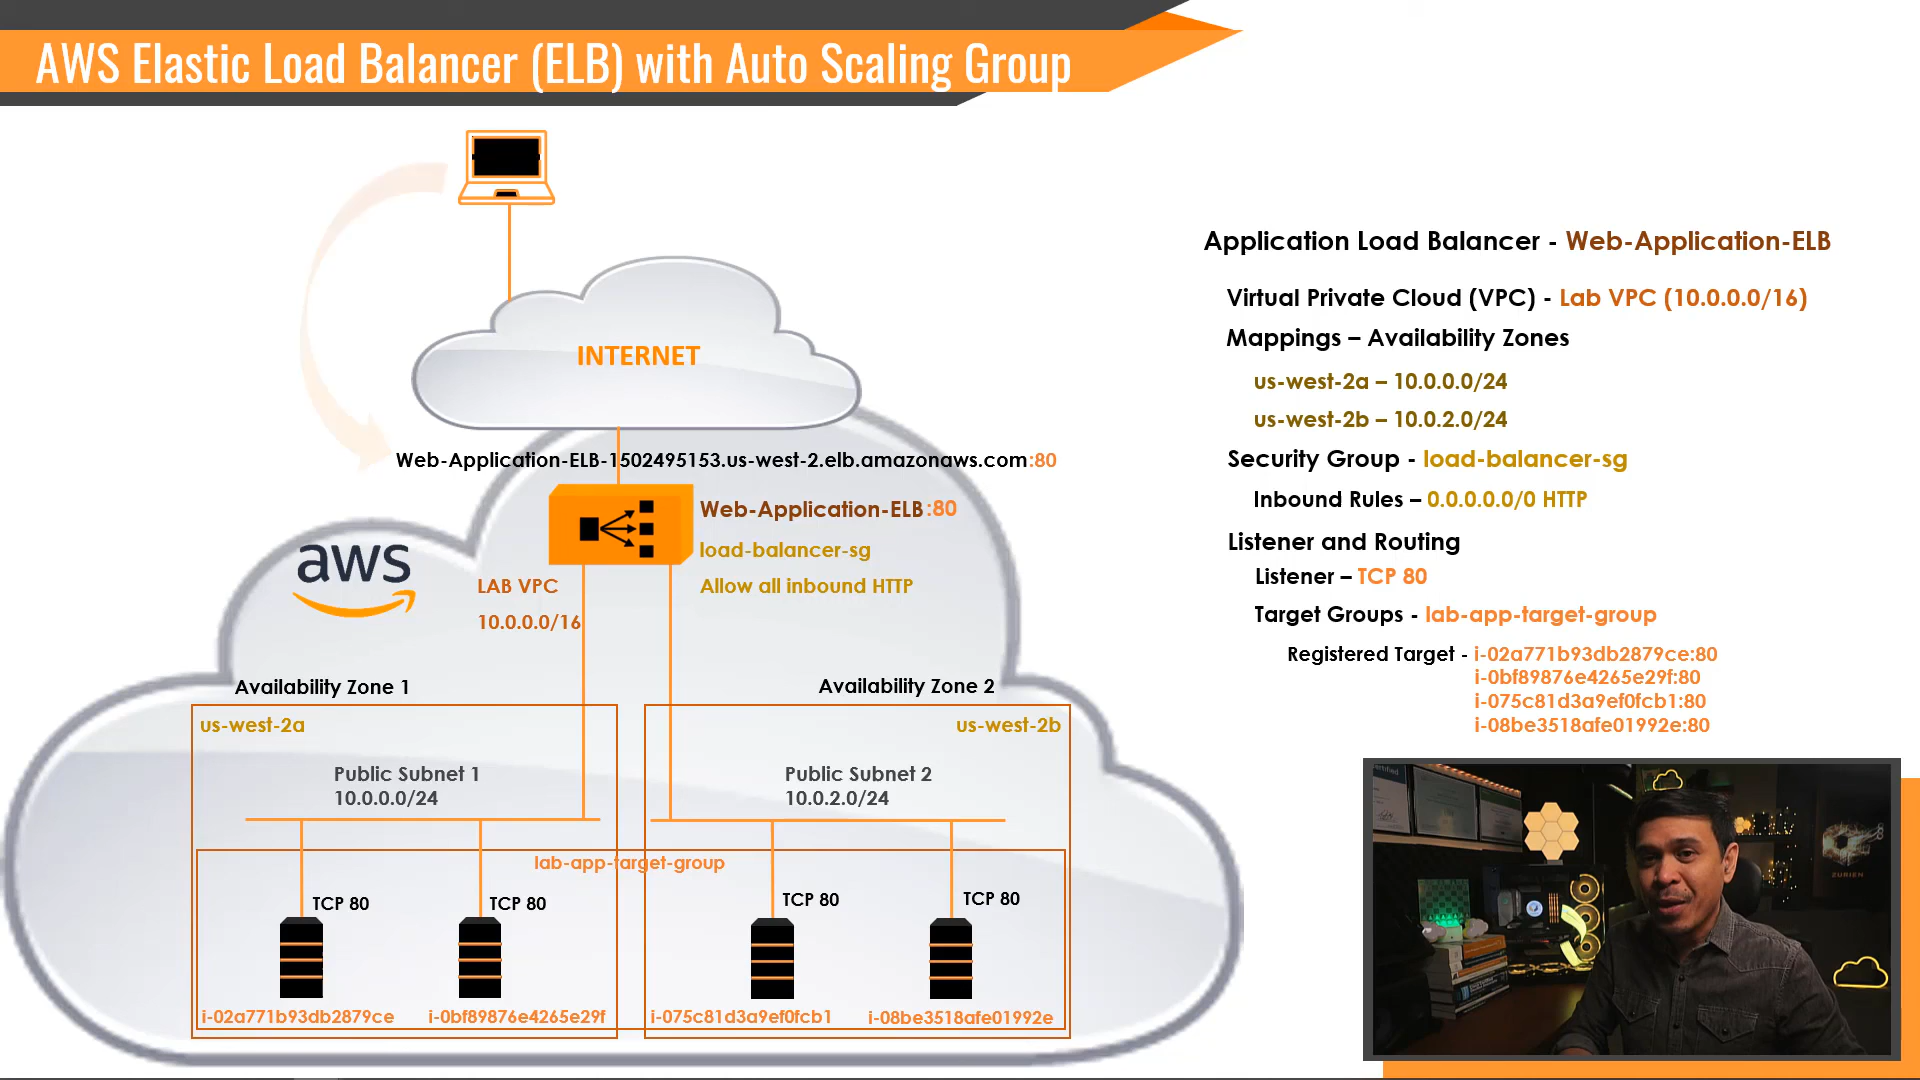 AWS Elastic Load Balancer (ELB) with Auto Scaling Group
INTERNET
Web-Application-ELB-1502495153.us-west-2.elb.amazonaws.com:80
Web-Application-ELB:80
load-balancer-sg
Allow all inbound HTTP
aws
LAB VPC
10.0.0.0/16
Availability Zone 1
us-west-2a
Public Subnet 1
10.0.0.0/24
Availability Zone 2
us-west-2b
Public Subnet 2
10.0.2.0/24
lab-app-target-group
TCP 80
TCP 80
TCP 80
TCP 80
i-02a771b93db2879ce
i-0bf89876e4265e29f
i-075c81d3a9ef0fcb1
i-08be3518afe01992e
Application Load Balancer - Web-Application-ELB
Virtual Private Cloud (VPC) - Lab VPC (10.0.0.0/16)
Mappings – Availability Zones
us-west-2a – 10.0.0.0/24
us-west-2b – 10.0.2.0/24
Security Group - load-balancer-sg
Inbound Rules – 0.0.0.0.0/0 HTTP
Listener and Routing
Listener – TCP 80
Target Groups - lab-app-target-group
Registered Target - i-02a771b93db2879ce:80
i-0bf89876e4265e29f:80
i-075c81d3a9ef0fcb1:80
i-08be3518afe01992e:80
ZURIEN